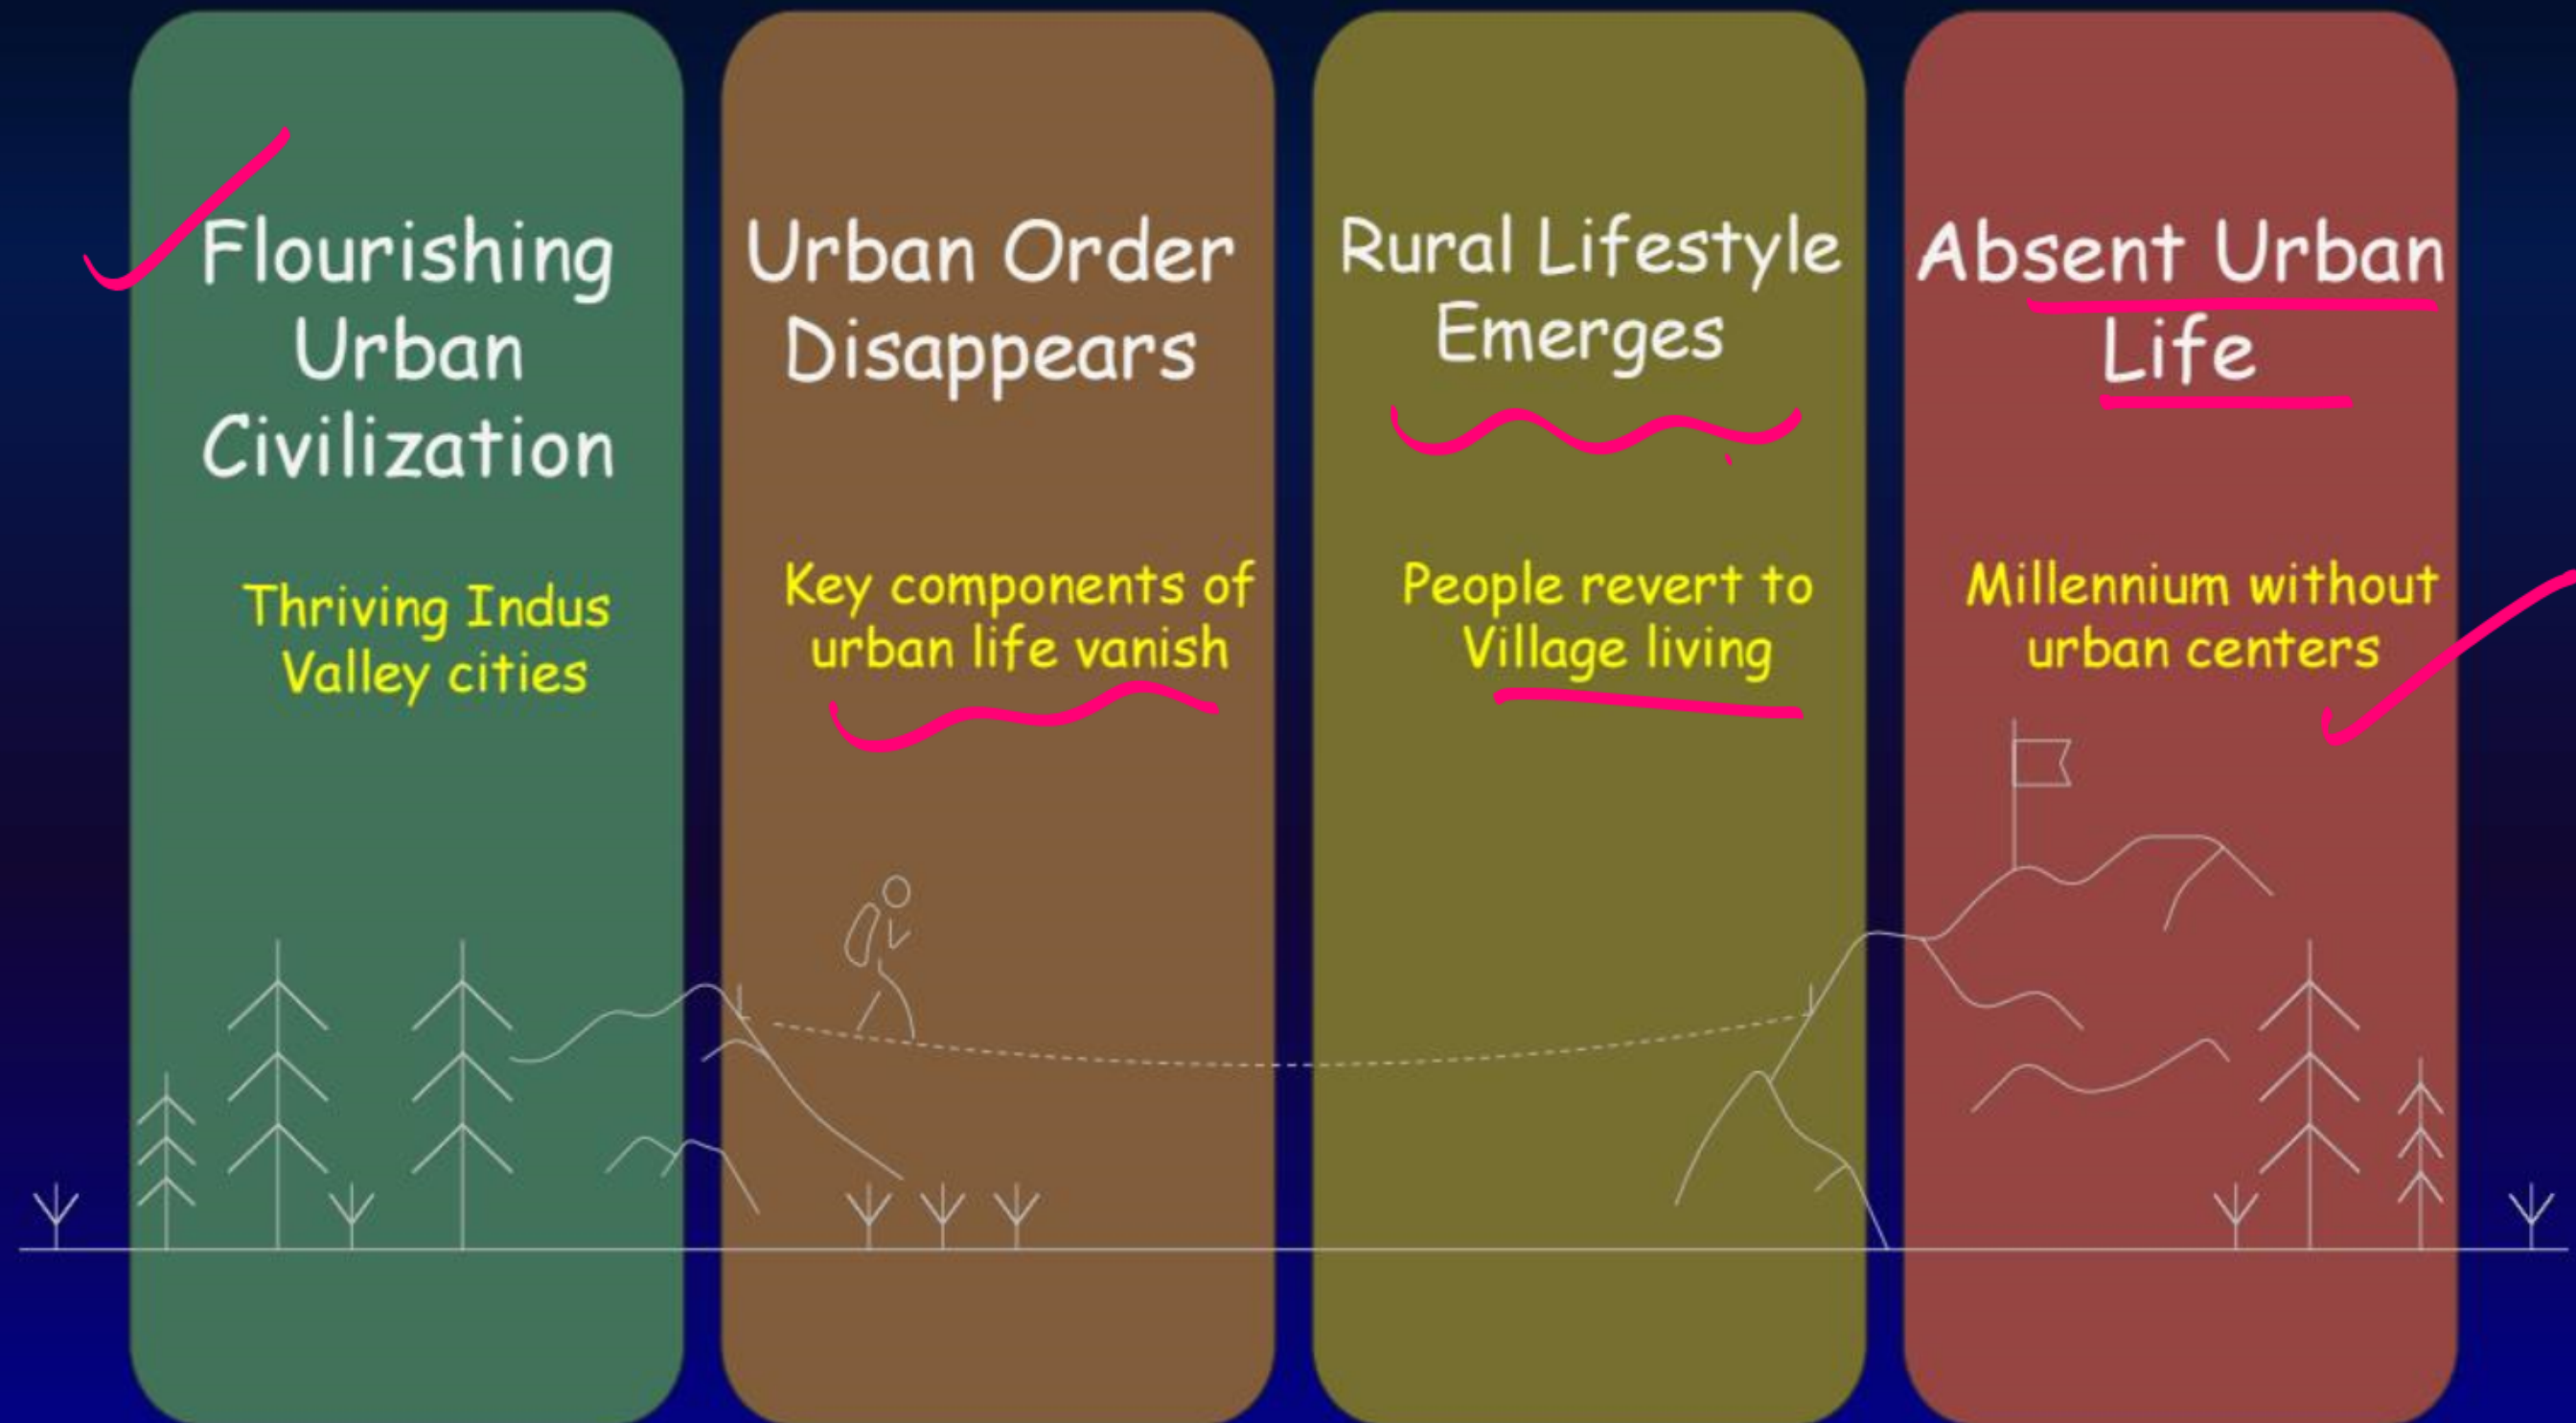 Flourishing
Urban
Civilization
Thriving Indus
Valley cities
Urban Order
Disappears
Key components of
urban life vanish
Rural Lifestyle
Emerges
People revert to
Village living
Absent Urban
Life
Millennium without
urban centers